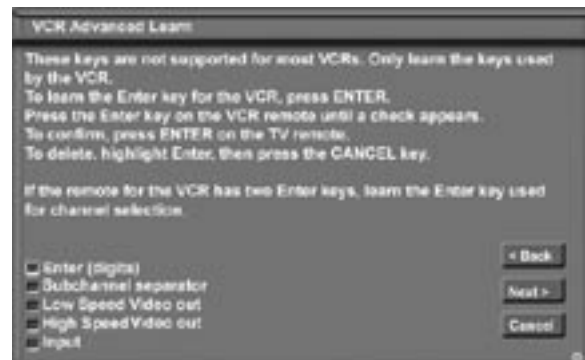 VCR Advanced Learn
These keys are not supported for most VCRs. Only learn the keys used
by the VCR.
To learn the Enter key for the VCR, press ENTER.
Press the Enter key on the VCR remote until a check appears.
To confirm, press ENTER on the TV remote.
To delete, highlight Enter, then press the CANCEL key.
If the remote for the VCR has two Enter keys, learn the Enter key used
for channel selection.
Enter (digits)
Subchannel separator
Low Speed Video out
High Speed Video out
Input
< Back
Next >
Cancel